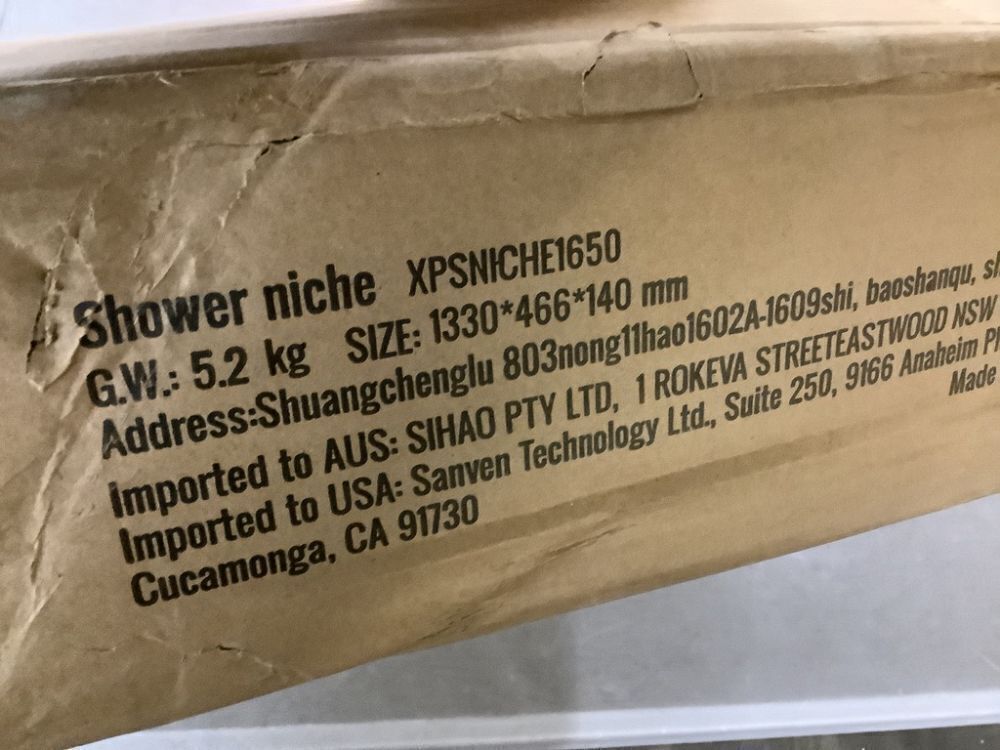 Shower niche XPSNICHE1650
G.W.: 5.2 kg SIZE: 1330*466*140 mm
Address:Shuangchenglu 803nong11hao1602A-1609shi, baoshanqu,
Imported to AUS: SIHAO PTY LTD, 1 ROKEVA STREETEASTWOOD NSW
Imported to USA: Sanven Technology Ltd., Suite 250, 9166 Anaheim
Cucamonga, CA 91730
Made